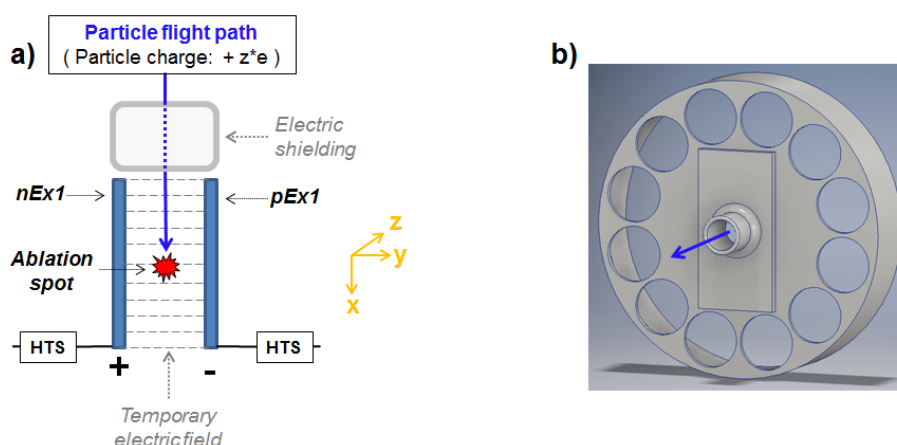 a)
Particle flight path
( Particle charge: + z*e )
b)
Electric
shielding
nEx1
pEx1
Ablation
spot
z
y
x
HTS
HTS
+
-
Temporary
electric field